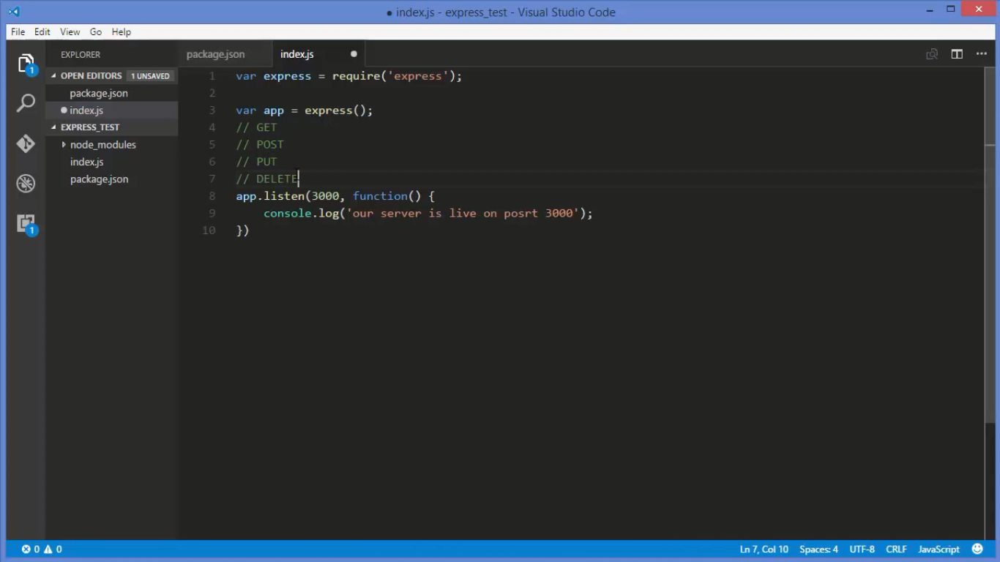 ● index.js - express_test - Visual Studio Code
File Edit View Go Help
EXPLORER
OPEN EDITORS 1 UNSAVED
package.json
index.js
EXPRESS_TEST
node_modules
index.js
package.json
1
1
package.json index.js
1 var express = require('express');
2
3 var app = express();
4 // GET
5 // POST
6 // PUT
7 // DELETE
8 app.listen(3000, function() {
9 console.log('our server is live on posrt 3000');
10 })
0 0
Ln 7, Col 10 Spaces: 4 UTF-8 CRLF JavaScript